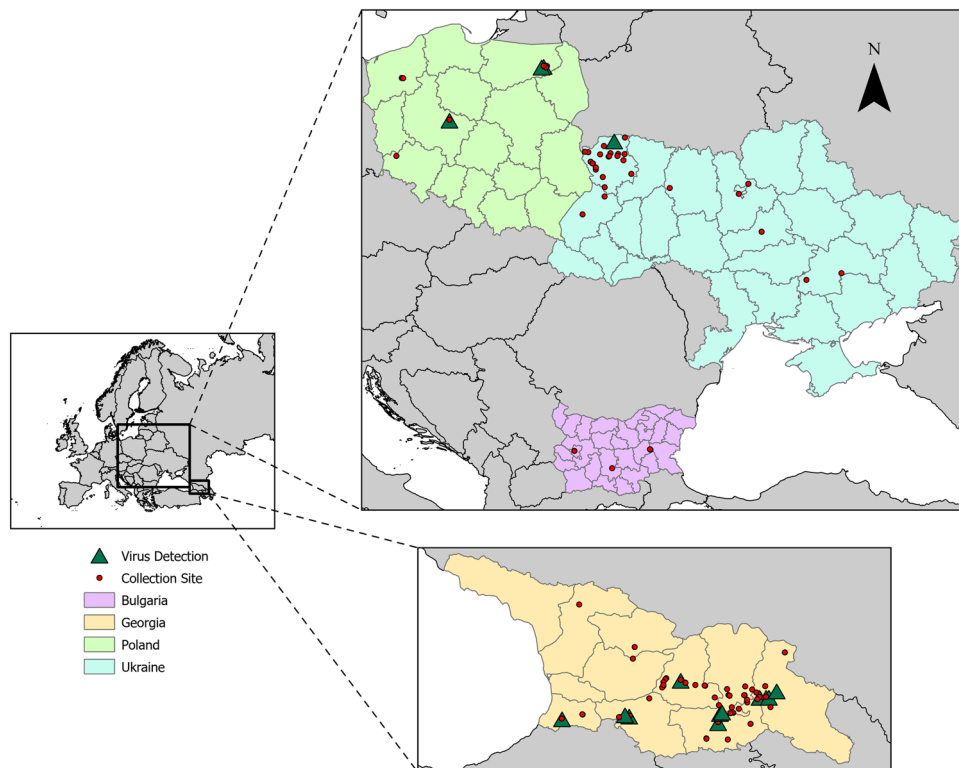 N
Virus Detection
Collection Site
Bulgaria
Georgia
Poland
Ukraine